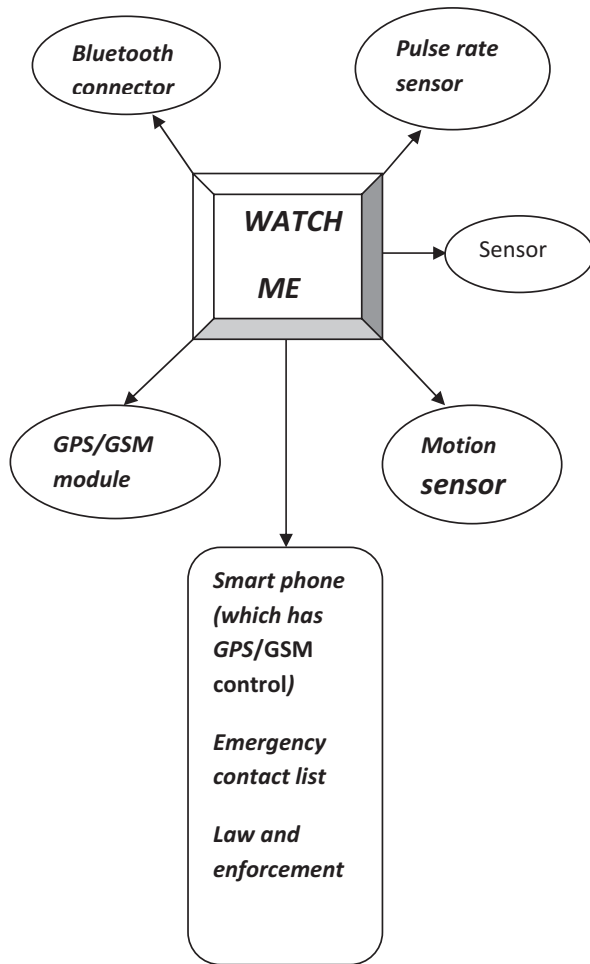 Bluetooth
connector
Pulse rate
sensor
WATCH
ME
Sensor
GPS/GSM
module
Motion
sensor
Smart phone
(which has
GPS/GSM
control)
Emergency
contact list
Law and
enforcement